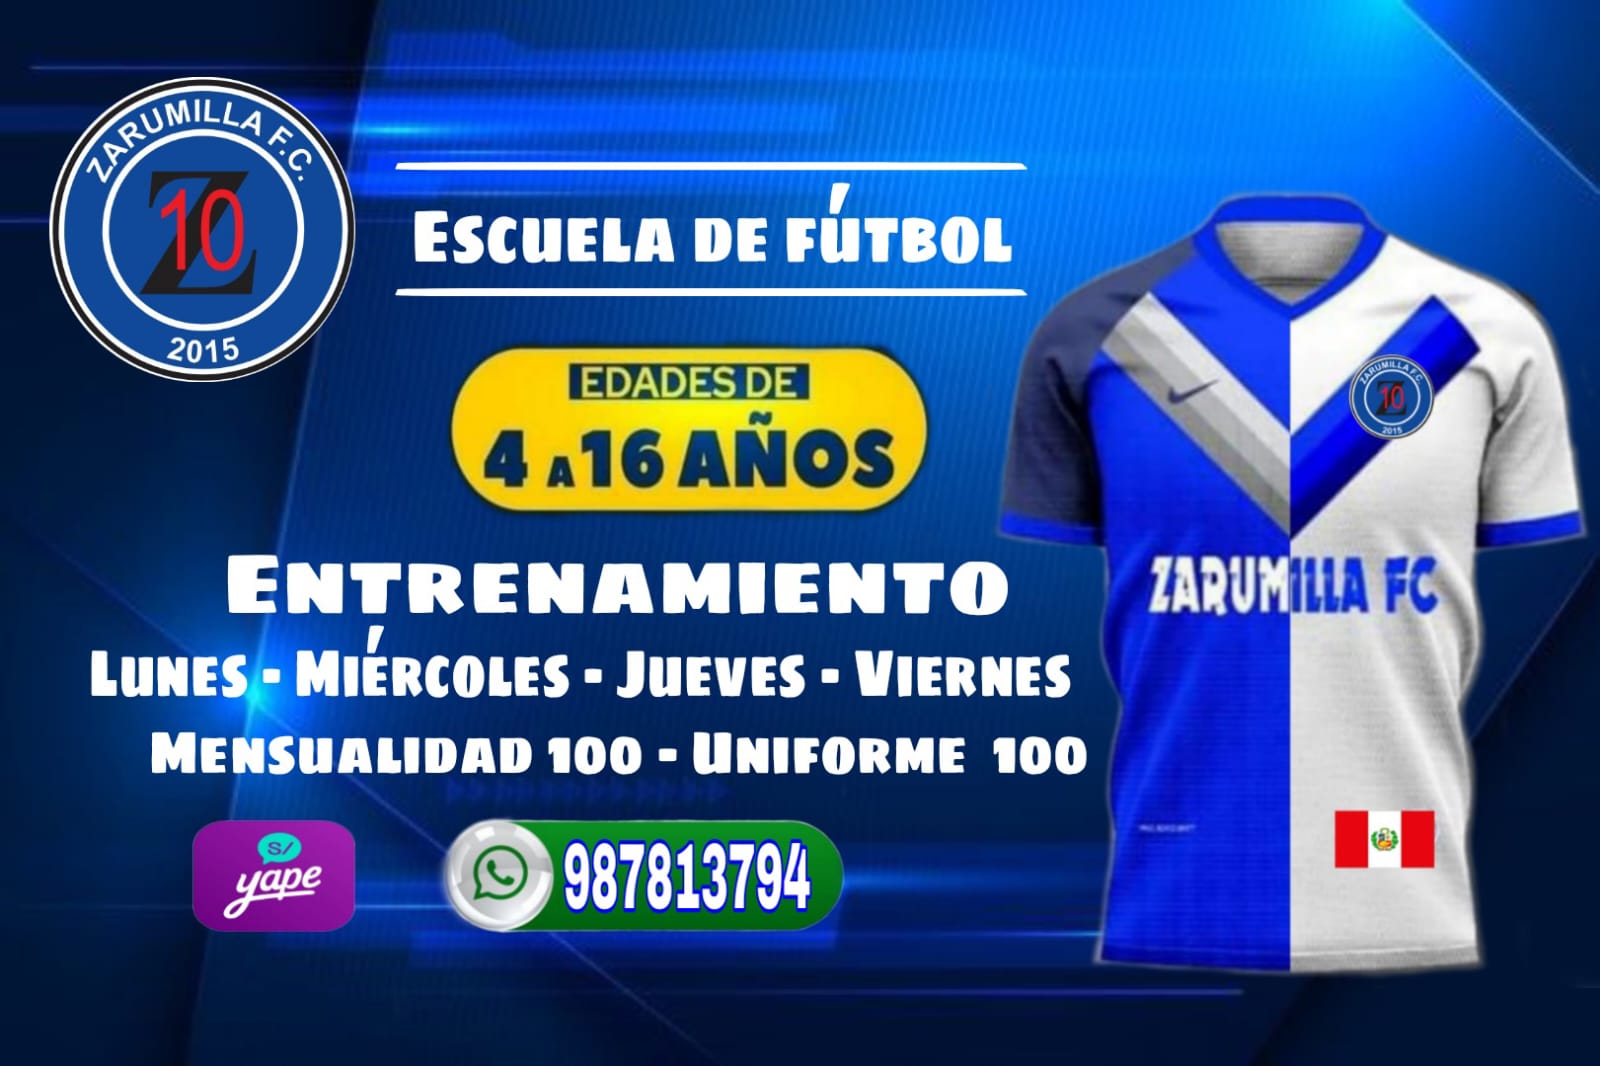 ZARUMILLA F.C.
Z
10
2015
ESCUELA DE FÚTBOL
EDADES DE
4 A 16 AÑOS
ENTRENAMIENTO
LUNES - MIÉRCOLES - JUEVES - VIERNES
MENSUALIDAD 100 - UNIFORME 100
S/
yape
987813794
ZARUMILLA F.C
Z
10
2015
ZARUMILLA FC